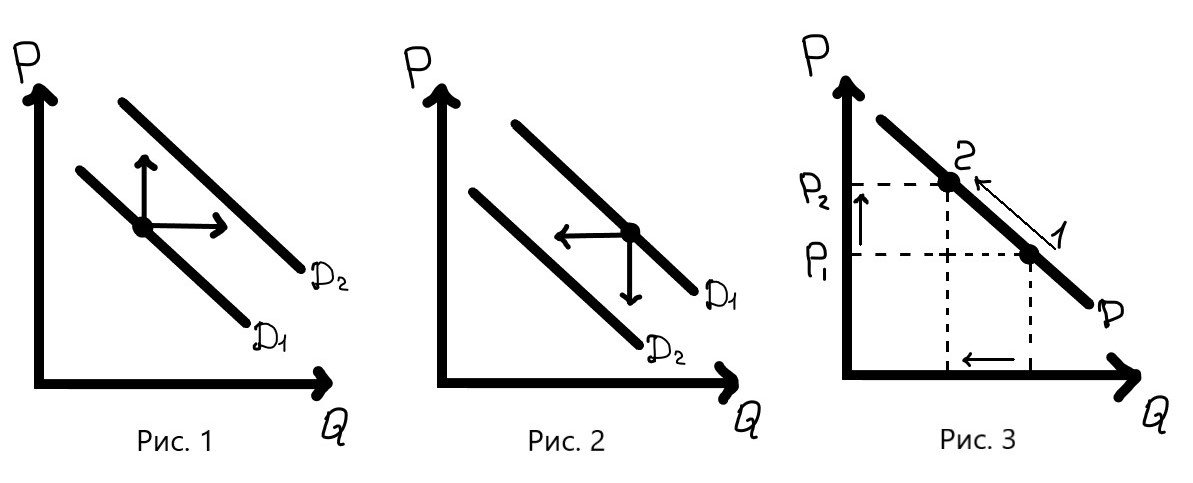 P
D₂
D₁
Q
Рис. 1
P
D₁
D₂
Q
Рис. 2
P
2
P₂
1
P₁
D
Q
Рис. 3